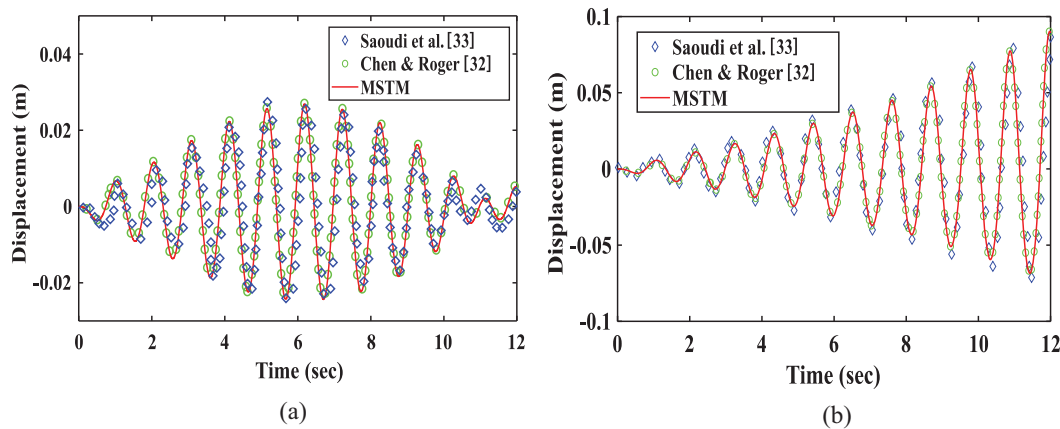 0.04
0.02
0
-0.02
0 2 4 6 8 10 12
Displacement (m)
Time (sec)
Saoudi et al. [33]
Chen & Roger [32]
MSTM
(a)
0.1
0.05
0
-0.05
-0.1
0 2 4 6 8 10 12
Displacement (m)
Time (sec)
Saoudi et al. [33]
Chen & Roger [32]
MSTM
(b)